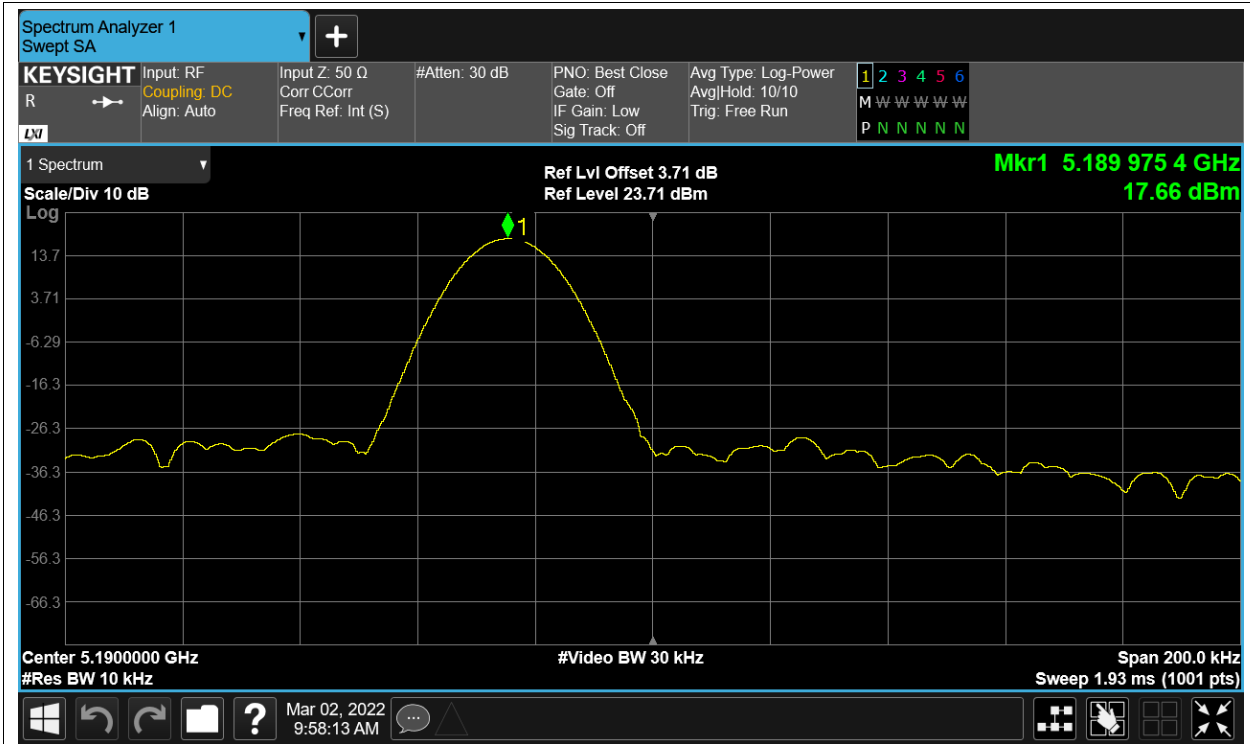 Spectrum Analyzer 1
Swept SA
KEYSIGHT
R
LXI
Input: RF
Coupling: DC
Align: Auto
Input Z: 50 Ω
Corr CCorr
Freq Ref: Int (S)
#Atten: 30 dB
PNO: Best Close
Gate: Off
IF Gain: Low
Sig Track: Off
Avg Type: Log-Power
Avg|Hold: 10/10
Trig: Free Run
1 2 3 4 5 6
M W W W W W
P N N N N N
1 Spectrum
Scale/Div 10 dB
Log
Ref Lvl Offset 3.71 dB
Ref Level 23.71 dBm
Mkr1 5.189 975 4 GHz
17.66 dBm
1
13.7
3.71
-6.29
-16.3
-26.3
-36.3
-46.3
-56.3
-66.3
Center 5.1900000 GHz
#Res BW 10 kHz
#Video BW 30 kHz
Span 200.0 kHz
Sweep 1.93 ms (1001 pts)
?
Mar 02, 2022
9:58:13 AM